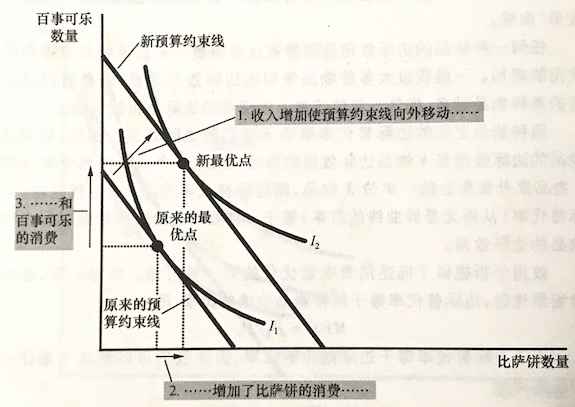 百事可乐
数量
新预算约束线
1. 收入增加使预算约束线向外移动……
新最优点
3. ……和
百事可乐
的消费
原来的最
优点
I₂
原来的预
算约束线
I₁
比萨饼数量
2. ……增加了比萨饼的消费……